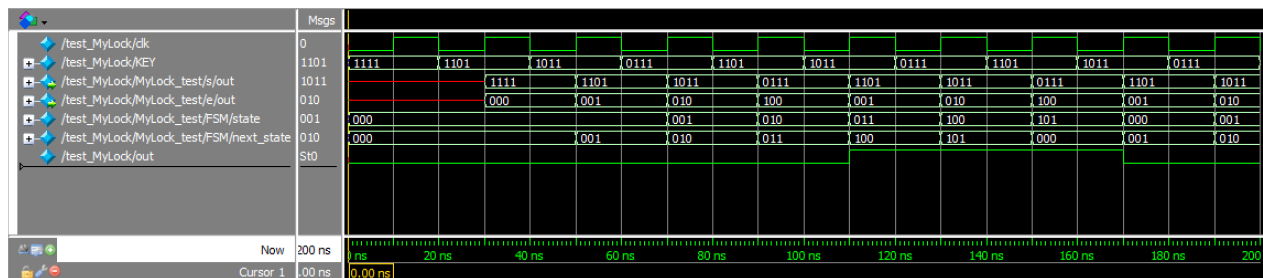 Msgs
/test_MyLock/clk 0
/test_MyLock/KEY 1101 1111 1101 1011 0111 1101 1011 0111 1101 1011 0111
/test_MyLock/MyLock_test/s/out 1011 1111 1101 1011 0111 1101 1011 0111 1101 1011
/test_MyLock/MyLock_test/e/out 010 000 001 010 100 001 010 100 001 010
/test_MyLock/MyLock_test/FSM/state 001 000 001 010 011 100 101 000 001
/test_MyLock/MyLock_test/FSM/next_state 010 000 001 010 011 100 101 000 001 010
/test_MyLock/out St0
Now 200 ns ns 20 ns 40 ns 60 ns 80 ns 100 ns 120 ns 140 ns 160 ns 180 ns 200
Cursor 1 .00 ns 0.00 ns